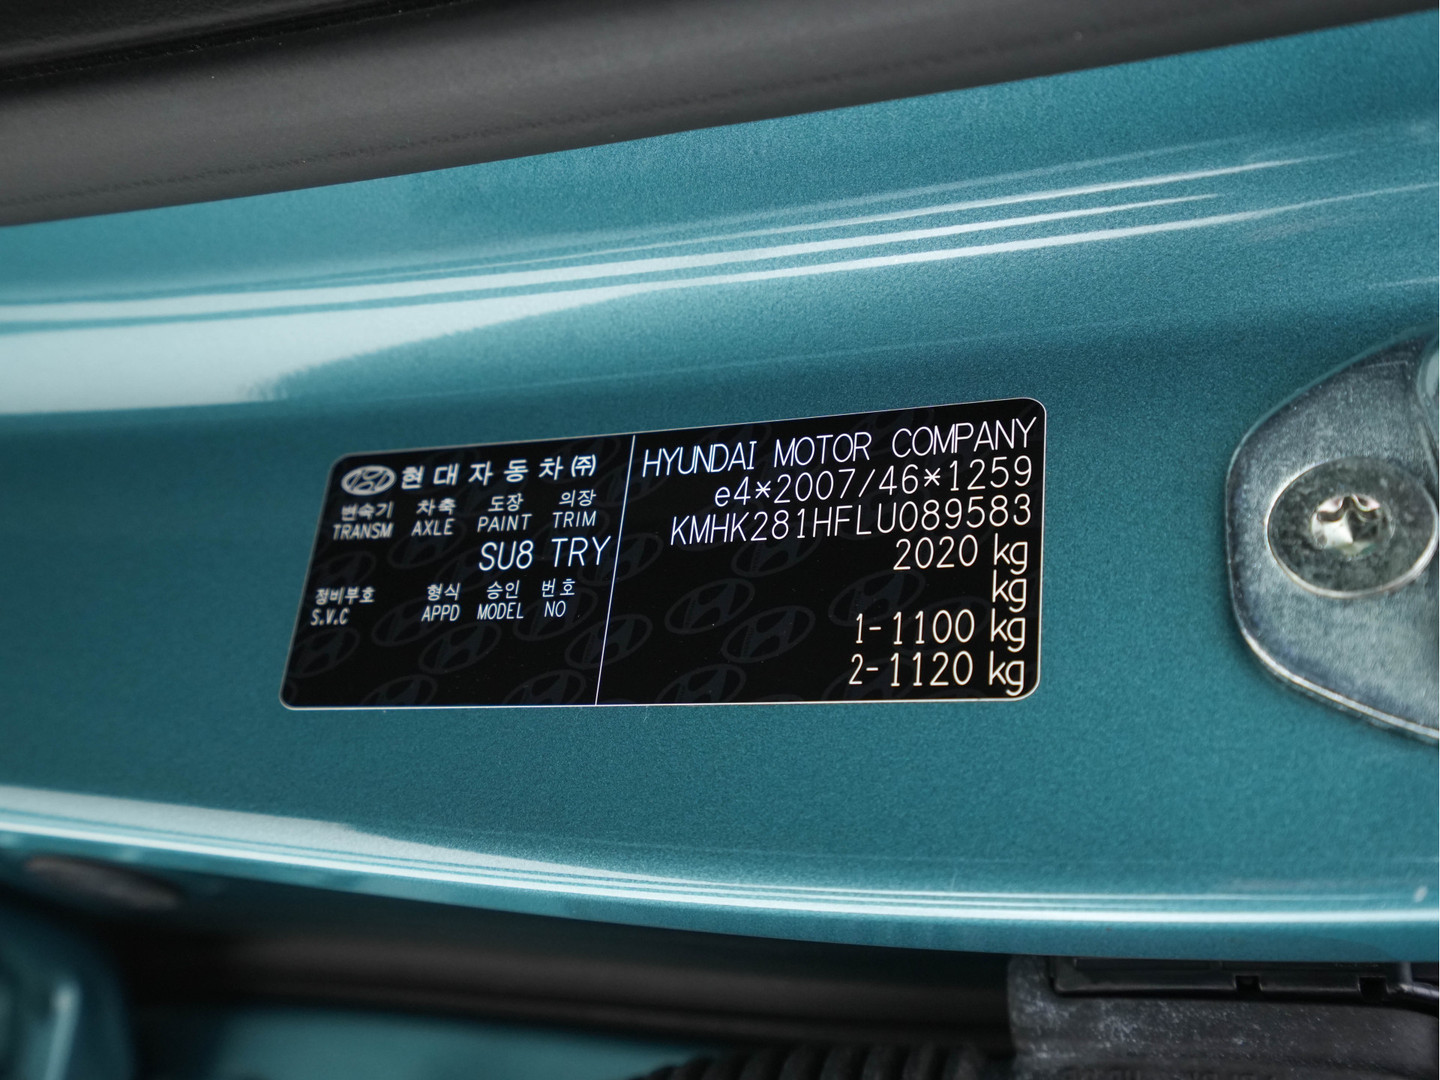 현대자동차(주)
변속기 차축 도장 의장
TRANSM AXLE PAINT TRIM
SU8 TRY
정비부호 형식 승인 번호
S.V.C APPD MODEL NO
HYUNDAI MOTOR COMPANY
e4*2007/46*1259
KMHK281HFLU089583
2020 kg
kg
1-1100 kg
2-1120 kg